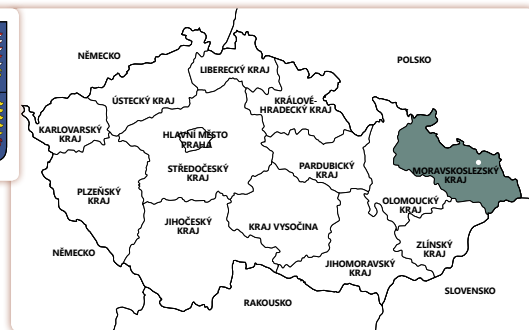 NĚMECKO
POLSKO
LIBERECKÝ KRAJ
ÚSTECKÝ KRAJ
KRÁLOVÉ-
HRADECKÝ KRAJ
KARLOVARSKÝ
KRAJ
HLAVNÍ MĚSTO
PRAHA
STŘEDOČESKÝ
KRAJ
PARDUBICKÝ
KRAJ
MORAVSKOSLEZSKÝ
KRAJ
PLZEŇSKÝ
KRAJ
OLOMOUCKÝ
KRAJ
JIHOČESKÝ
KRAJ
KRAJ VYSOČINA
ZLÍNSKÝ
KRAJ
NĚMECKO
JIHOMORAVSKÝ
KRAJ
SLOVENSKO
RAKOUSKO